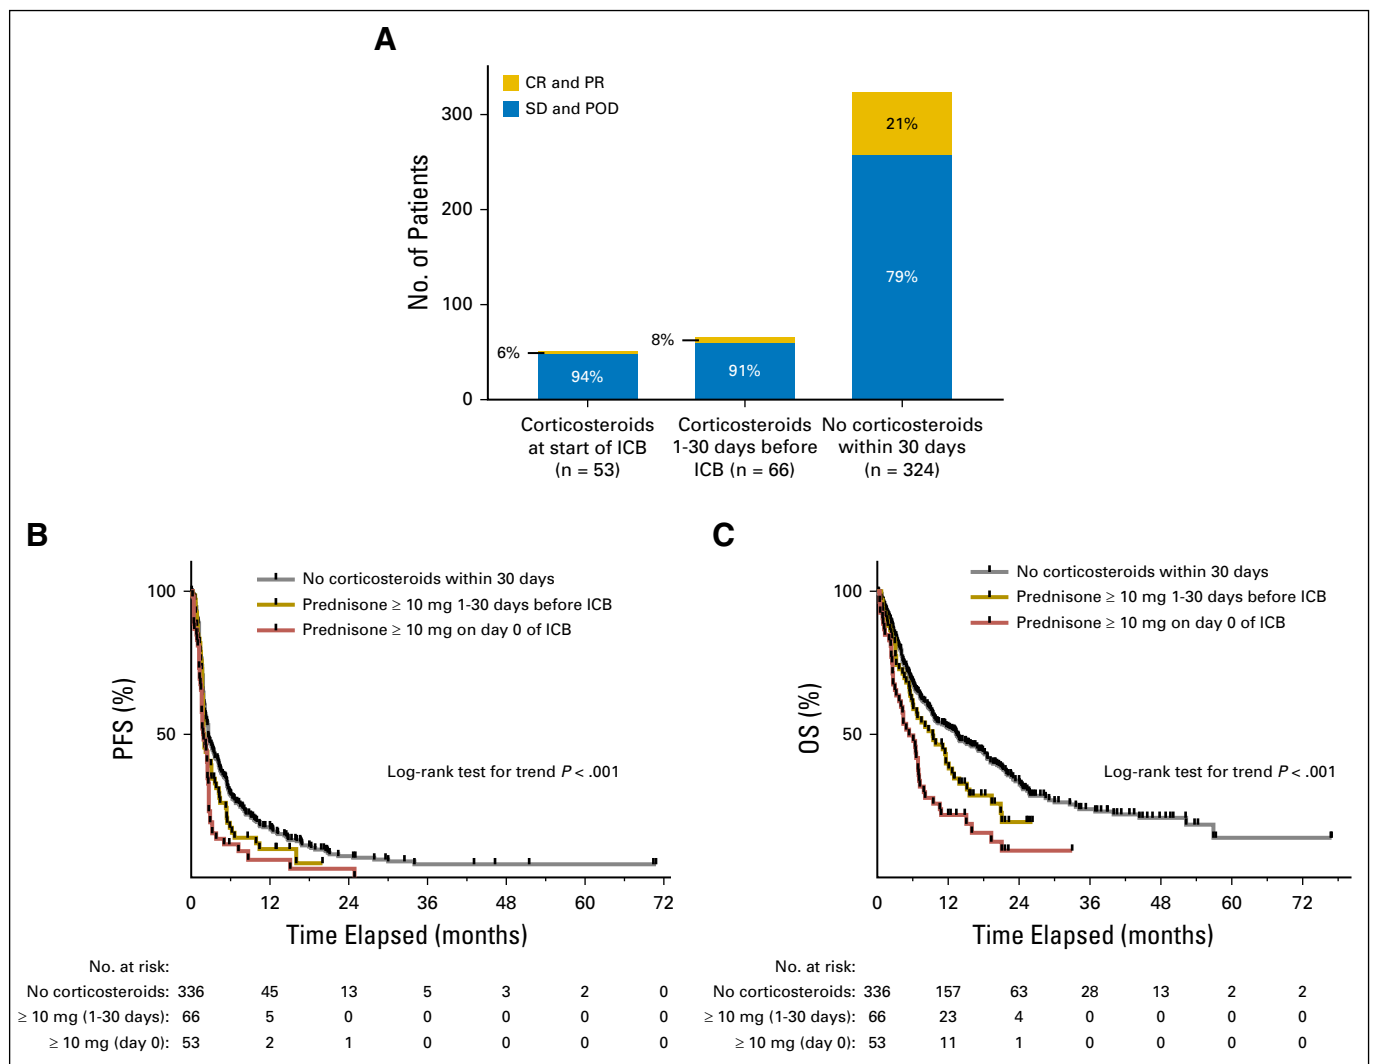 A
CR and PR
SD and POD
No. of Patients
300
200
100
0
6%
94%
8%
91%
21%
79%
Corticosteroids
at start of ICB
(n = 53)
Corticosteroids
1-30 days before
ICB (n = 66)
No corticosteroids
within 30 days
(n = 324)
B
No corticosteroids within 30 days
Prednisone ≥ 10 mg 1-30 days before ICB
Prednisone ≥ 10 mg on day 0 of ICB
PFS (%)
100
50
Log-rank test for trend P < .001
0 12 24 36 48 60 72
Time Elapsed (months)
No. at risk:
No corticosteroids: 336 45 13 5 3 2 0
≥ 10 mg (1-30 days): 66 5 0 0 0 0 0
≥ 10 mg (day 0): 53 2 1 0 0 0 0
C
No corticosteroids within 30 days
Prednisone ≥ 10 mg 1-30 days before ICB
Prednisone ≥ 10 mg on day 0 of ICB
OS (%)
100
50
Log-rank test for trend P < .001
0 12 24 36 48 60 72
Time Elapsed (months)
No. at risk:
No corticosteroids: 336 157 63 28 13 2 2
≥ 10 mg (1-30 days): 66 23 4 0 0 0 0
≥ 10 mg (day 0): 53 11 1 0 0 0 0